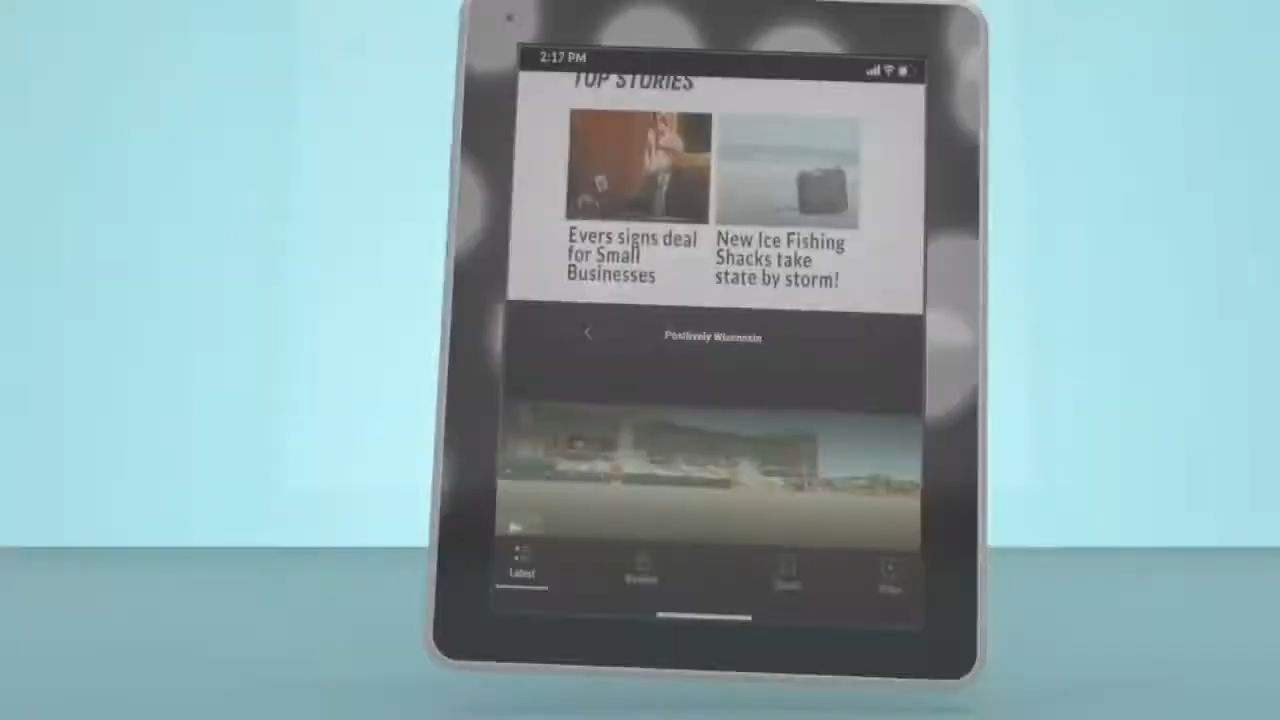 2:17 PM
TOP STORIES
Evers signs deal
for Small
Businesses
New Ice Fishing
Shacks take
state by storm!
Positively Wisconsin
Latest